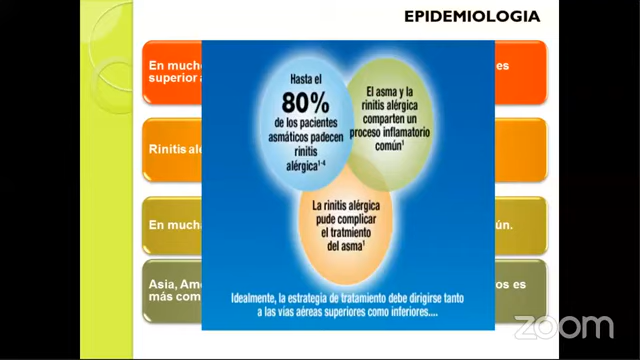 EPIDEMIOLOGIA
En mucho
es
superior a
Rinitis al
En mucha
ún.
Asia, Amé
os es
más com
Hasta el
80%
de los pacientes
asmáticos padecen
rinitis
alérgica¹⁻⁴
El asma y la
rinitis alérgica
comparten un
proceso inflamatorio
común¹
La rinitis alérgica
pude complicar
el tratmiento
del asma¹
Idealmente, la estrategia de tratamiento debe dirigirse tanto
a las vías aéreas superiores como inferiores....
zoom